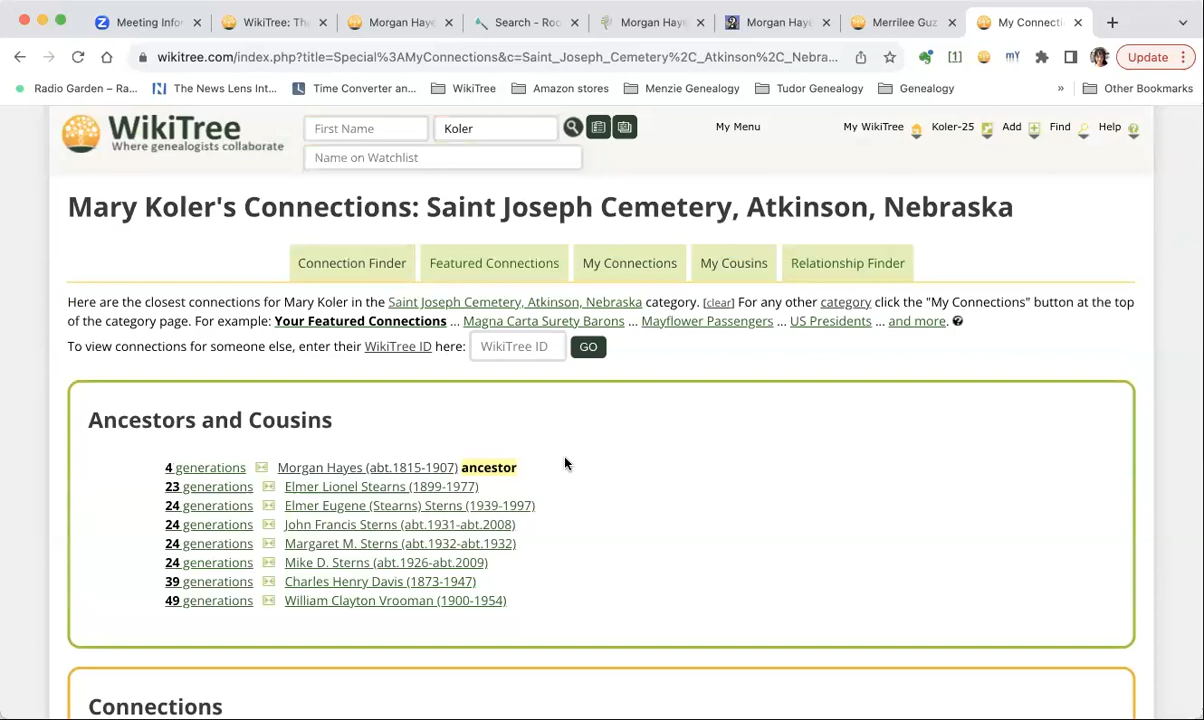 Meeting Infor
WikiTree: The
Morgan Haye
Search – Roo
Morgan Haye
Morgan Haye
Merrilee Guz
My Connecti
wikitree.com/index.php?title=Special%3AMyConnections&c=Saint_Joseph_Cemetery%2C_Atkinson%2C_Nebra...
Update
Radio Garden – Ra...
The News Lens Int...
Time Converter an...
WikiTree
Amazon stores
Menzie Genealogy
Tudor Genealogy
Genealogy
»
Other Bookmarks
WikiTree
Where genealogists collaborate
First Name
Koler
Name on Watchlist
My Menu
My WikiTree
Koler-25
Add
Find
Help
Mary Koler's Connections: Saint Joseph Cemetery, Atkinson, Nebraska
Connection Finder
Featured Connections
My Connections
My Cousins
Relationship Finder
Here are the closest connections for Mary Koler in the Saint Joseph Cemetery, Atkinson, Nebraska category. [clear] For any other category click the "My Connections" button at the top
of the category page. For example: Your Featured Connections ... Magna Carta Surety Barons ... Mayflower Passengers ... US Presidents ... and more. ?
To view connections for someone else, enter their WikiTree ID here: WikiTree ID GO
Ancestors and Cousins
4 generations Morgan Hayes (abt.1815-1907) ancestor
23 generations Elmer Lionel Stearns (1899-1977)
24 generations Elmer Eugene (Stearns) Sterns (1939-1997)
24 generations John Francis Sterns (abt.1931-abt.2008)
24 generations Margaret M. Sterns (abt.1932-abt.1932)
24 generations Mike D. Sterns (abt.1926-abt.2009)
39 generations Charles Henry Davis (1873-1947)
49 generations William Clayton Vrooman (1900-1954)
Connections